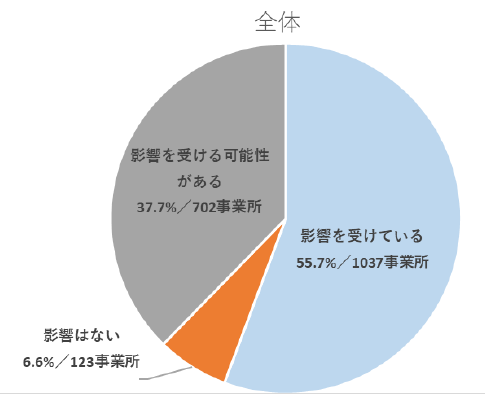 全体
影響を受ける可能性
がある
37.7%／702事業所
影響を受けている
55.7%／1037事業所
影響はない
6.6%／123事業所